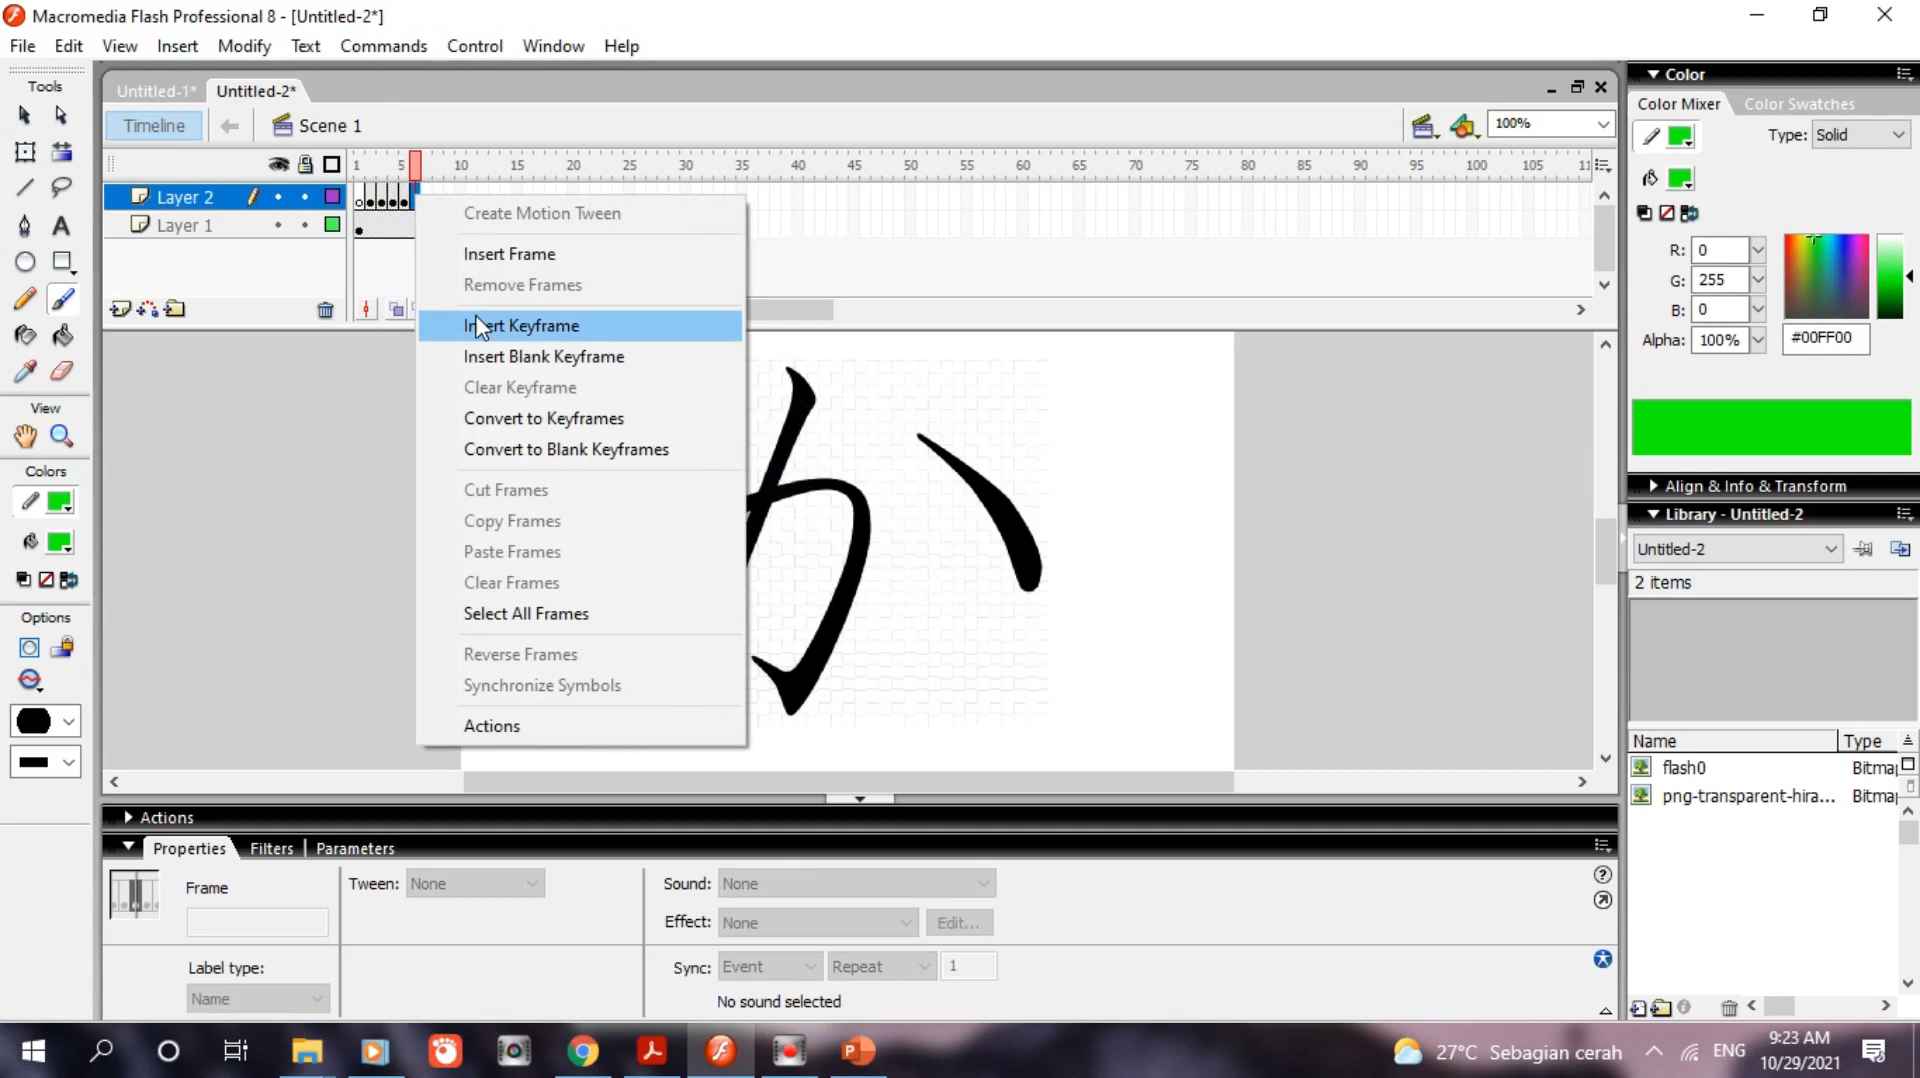 Macromedia Flash Professional 8 - [Untitled-2*]
File Edit View Insert Modify Text Commands Control Window Help
Tools
Untitled-1* Untitled-2*
Timeline Scene 1 100%
1 5 10 15 20 25 30 35 40 45 50 55 60 65 70 75 80 85 90 95 100 105 11
Layer 2
Layer 1
Create Motion Tween
Insert Frame
Remove Frames
Insert Keyframe
Insert Blank Keyframe
Clear Keyframe
Convert to Keyframes
Convert to Blank Keyframes
Cut Frames
Copy Frames
Paste Frames
Clear Frames
Select All Frames
Reverse Frames
Synchronize Symbols
Actions
か
View
Colors
Options
Color
Color Mixer Color Swatches
Type: Solid
R: 0
G: 255
B: 0
Alpha: 100% #00FF00
Align & Info & Transform
Library - Untitled-2
Untitled-2
2 items
Name Type
flash0 Bitma
png-transparent-hira... Bitma
Actions
Properties Filters Parameters
Frame Tween: None Sound: None
Effect: None Edit...
Label type: Sync: Event Repeat 1
Name
No sound selected
27°C Sebagian cerah ENG 9:23 AM
10/29/2021